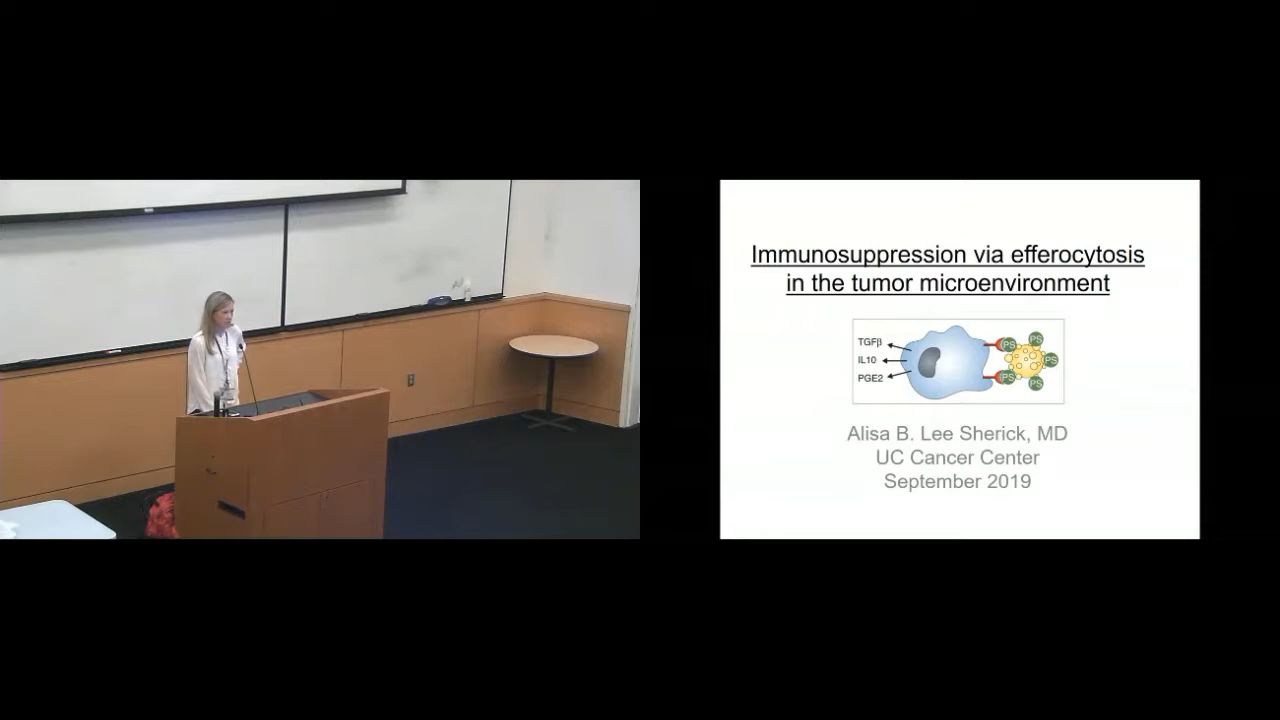 Immunosuppression via efferocytosis
in the tumor microenvironment
TGFβ
IL10
PGE2
PS
PS
PS
PS
PS
Alisa B. Lee Sherick, MD
UC Cancer Center
September 2019